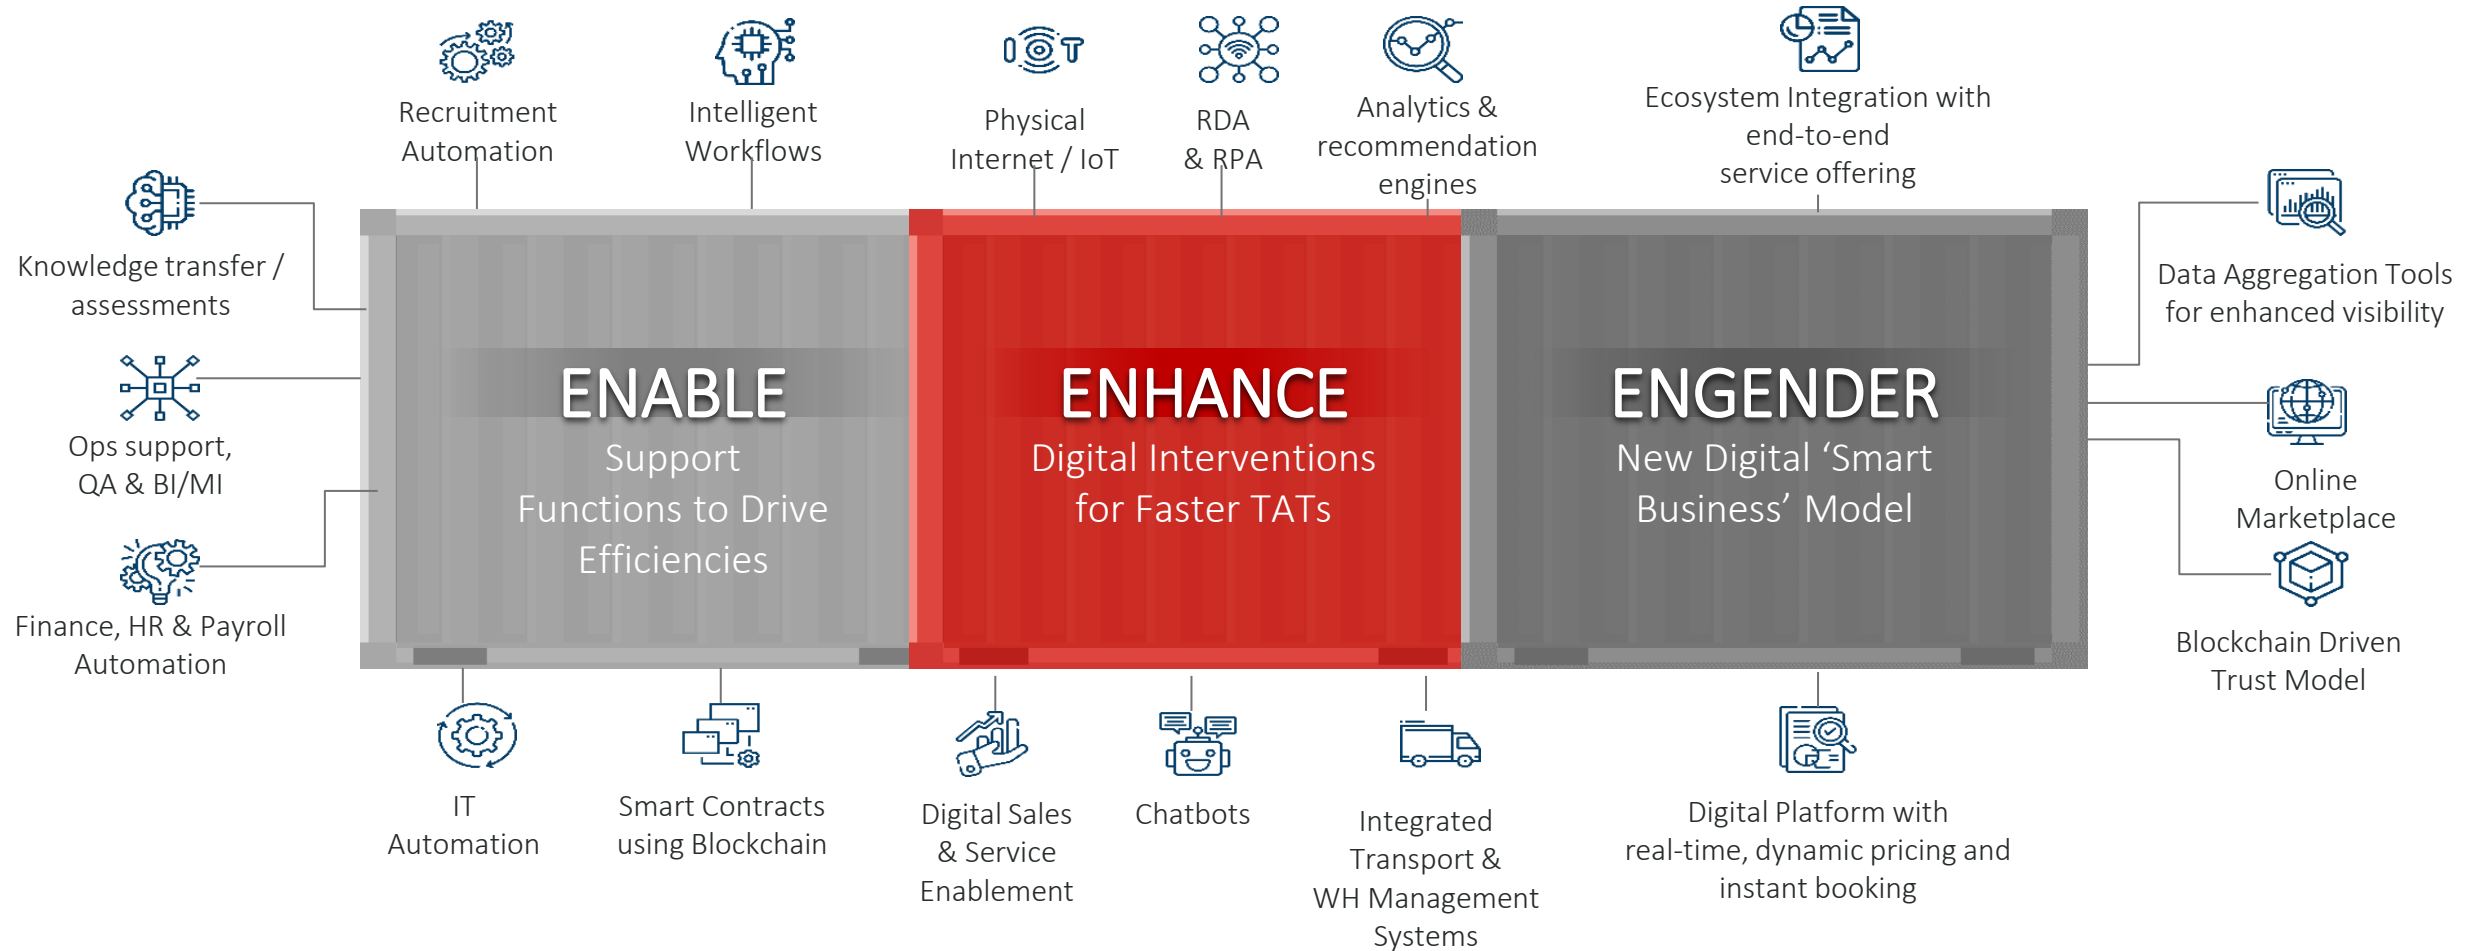 Recruitment
Automation
Intelligent
Workflows
IOT
Physical
Internet / IoT
RDA
& RPA
Analytics &
recommendation
engines
Ecosystem Integration with
end-to-end
service offering
Knowledge transfer /
assessments
Ops support,
QA & BI/MI
Finance, HR & Payroll
Automation
ENABLE
Support
Functions to Drive
Efficiencies
ENHANCE
Digital Interventions
for Faster TATs
ENGENDER
New Digital ‘Smart
Business’ Model
Data Aggregation Tools
for enhanced visibility
Online
Marketplace
Blockchain Driven
Trust Model
IT
Automation
Smart Contracts
using Blockchain
Digital Sales
& Service
Enablement
Chatbots
Integrated
Transport &
WH Management
Systems
Digital Platform with
real-time, dynamic pricing and
instant booking